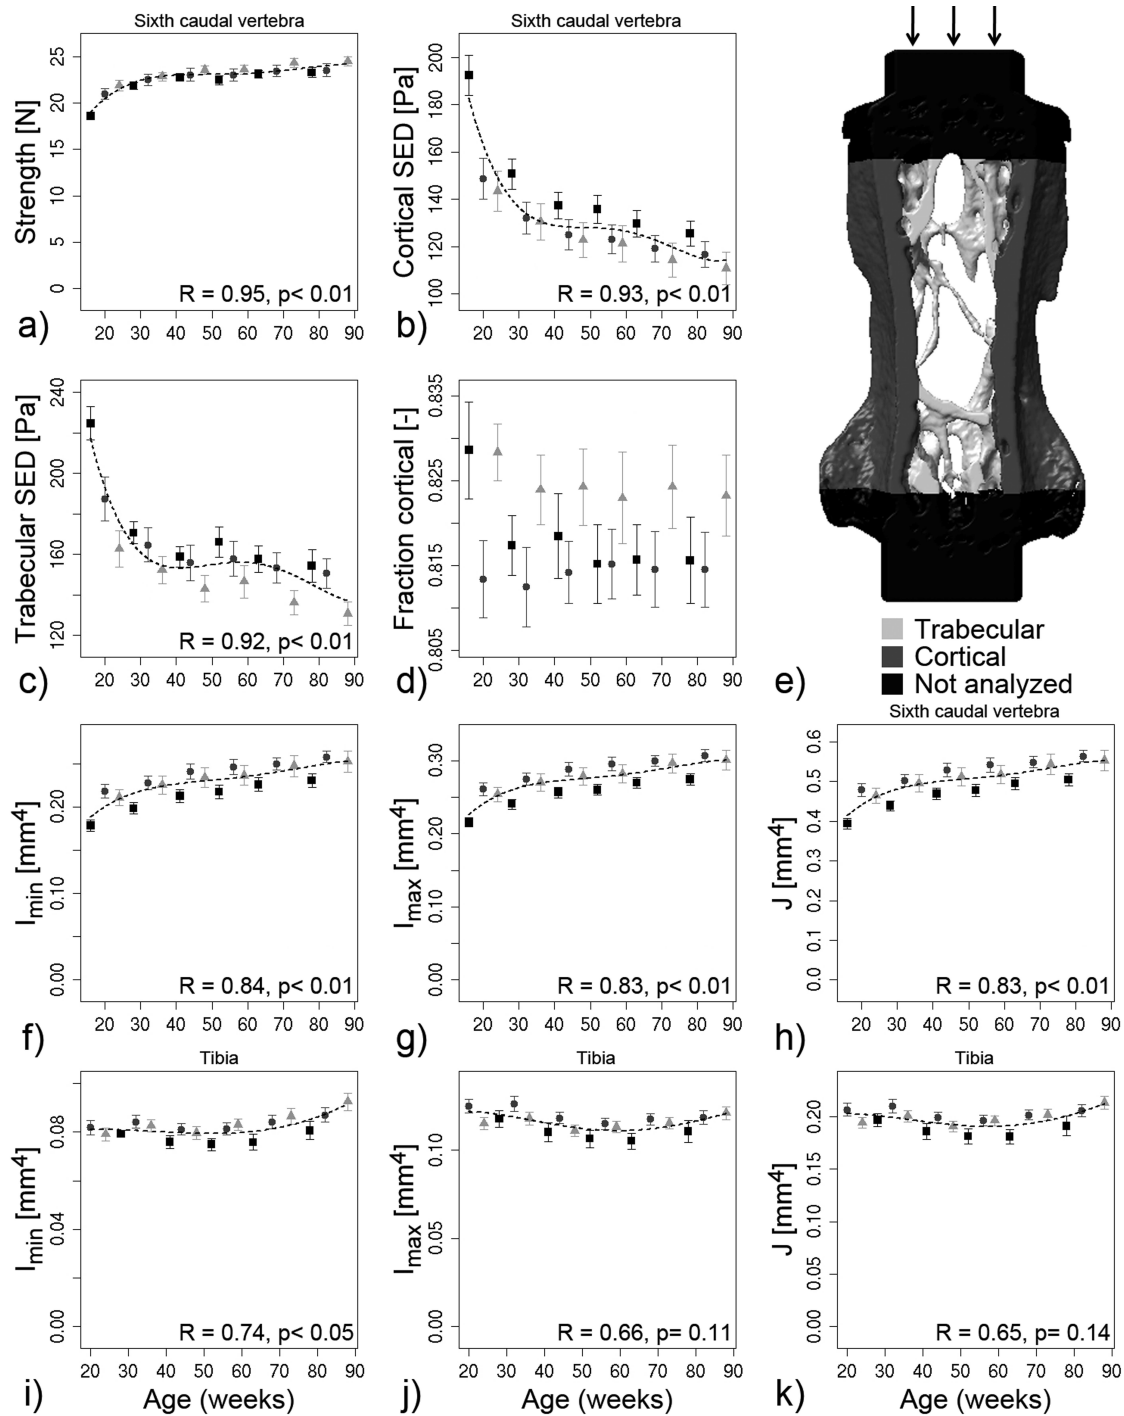 Sixth caudal vertebra
Strength [N]
0 5 10 15 20 25
20 30 40 50 60 70 80 90
R = 0.95, p< 0.01
a)
Sixth caudal vertebra
Cortical SED [Pa]
100 120 140 160 180 200
20 30 40 50 60 70 80 90
R = 0.93, p< 0.01
b)
Trabecular SED [Pa]
120 160 200 240
20 30 40 50 60 70 80 90
R = 0.92, p< 0.01
c)
Fraction cortical [-]
0.805 0.815 0.825 0.835
20 30 40 50 60 70 80 90
d)
Trabecular
Cortical
Not analyzed
e)
Imin [mm4]
0.00 0.10 0.20
20 30 40 50 60 70 80 90
R = 0.84, p< 0.01
f)
Imax [mm4]
0.00 0.10 0.20 0.30
20 30 40 50 60 70 80 90
R = 0.83, p< 0.01
g)
Sixth caudal vertebra
J [mm4]
0.0 0.1 0.2 0.3 0.4 0.5 0.6
20 30 40 50 60 70 80 90
R = 0.83, p< 0.01
h)
Tibia
Imin [mm4]
0.00 0.04 0.08
20 30 40 50 60 70 80 90
R = 0.74, p< 0.05
i)
Age (weeks)
Tibia
Imax [mm4]
0.00 0.05 0.10
20 30 40 50 60 70 80 90
R = 0.66, p= 0.11
j)
Age (weeks)
Tibia
J [mm4]
0.00 0.05 0.10 0.15 0.20
20 30 40 50 60 70 80 90
R = 0.65, p= 0.14
k)
Age (weeks)